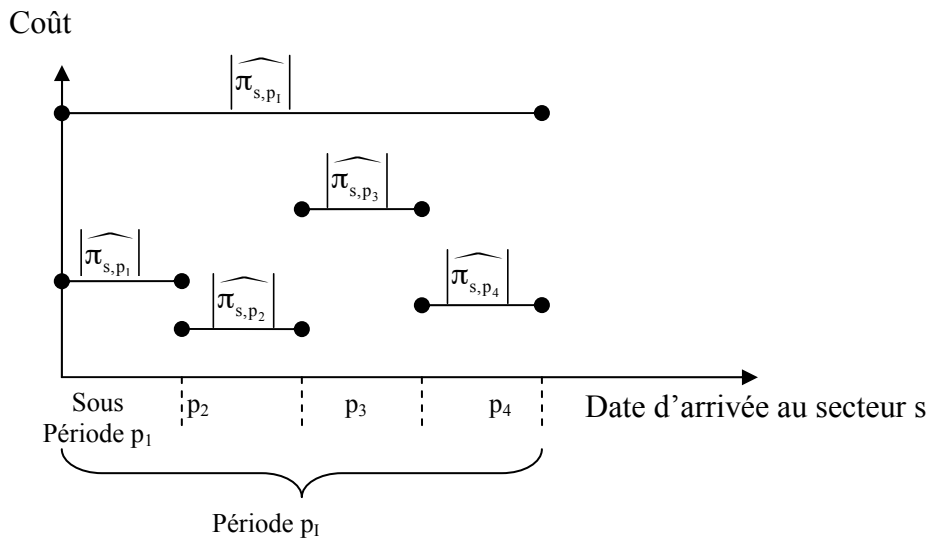 Coût
|π̂s,pI|
|π̂s,p3|
|π̂s,p1|
|π̂s,p2|
|π̂s,p4|
Sous
Période p1
p2
p3
p4
Date d’arrivée au secteur s
Période pI